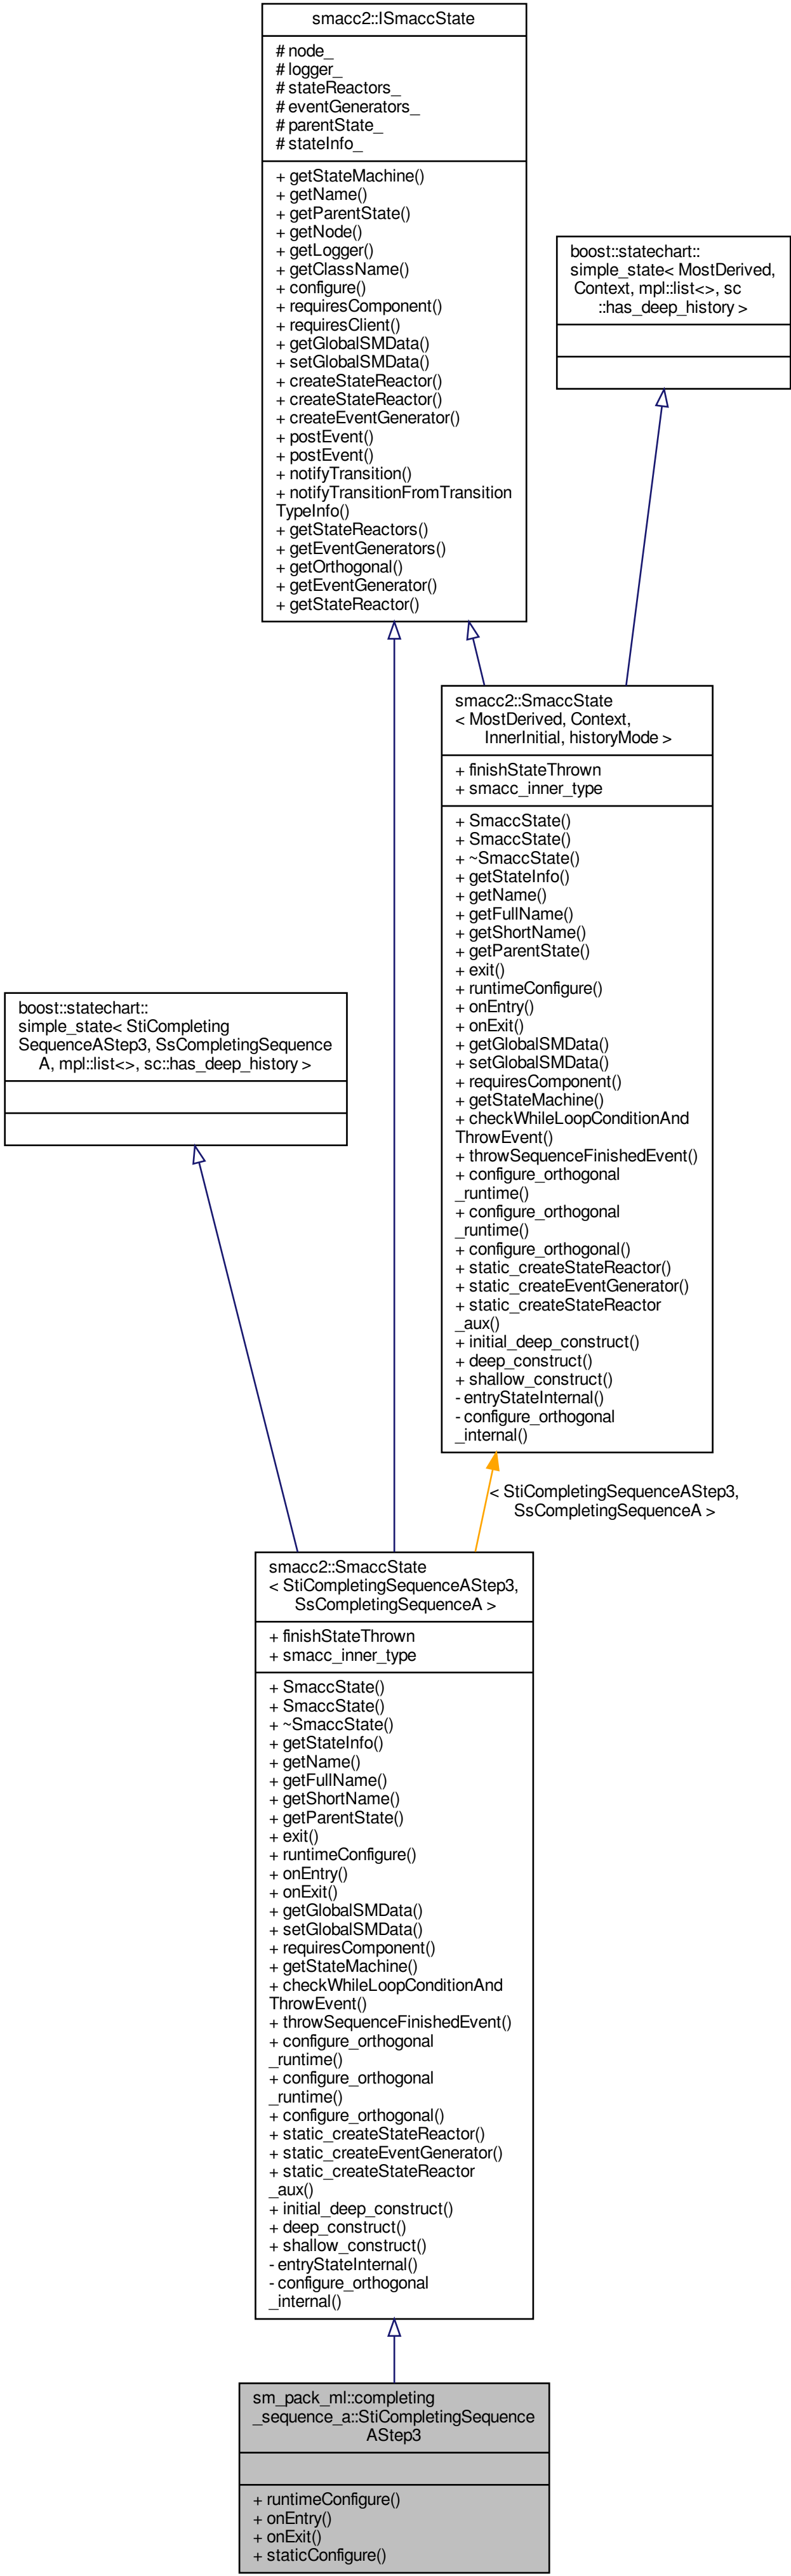 smacc2::ISmaccState
# node_
# logger_
# stateReactors_
# eventGenerators_
# parentState_
# stateInfo_
+ getStateMachine()
+ getName()
+ getParentState()
+ getNode()
+ getLogger()
+ getClassName()
+ configure()
+ requiresComponent()
+ requiresClient()
+ getGlobalSMData()
+ setGlobalSMData()
+ createStateReactor()
+ createStateReactor()
+ createEventGenerator()
+ postEvent()
+ postEvent()
+ notifyTransition()
+ notifyTransitionFromTransition
TypeInfo()
+ getStateReactors()
+ getEventGenerators()
+ getOrthogonal()
+ getEventGenerator()
+ getStateReactor()
boost::statechart::
simple_state< MostDerived,
Context, mpl::list<>, sc
::has_deep_history >
smacc2::SmaccState
< MostDerived, Context,
InnerInitial, historyMode >
+ finishStateThrown
+ smacc_inner_type
+ SmaccState()
+ SmaccState()
+ ~SmaccState()
+ getStateInfo()
+ getName()
+ getFullName()
+ getShortName()
+ getParentState()
+ exit()
+ runtimeConfigure()
+ onEntry()
+ onExit()
+ getGlobalSMData()
+ setGlobalSMData()
+ requiresComponent()
+ getStateMachine()
+ checkWhileLoopConditionAnd
ThrowEvent()
+ throwSequenceFinishedEvent()
+ configure_orthogonal
_runtime()
+ configure_orthogonal
_runtime()
+ configure_orthogonal()
+ static_createStateReactor()
+ static_createEventGenerator()
+ static_createStateReactor
_aux()
+ initial_deep_construct()
+ deep_construct()
+ shallow_construct()
- entryStateInternal()
- configure_orthogonal
_internal()
boost::statechart::
simple_state< StiCompleting
SequenceAStep3, SsCompletingSequence
A, mpl::list<>, sc::has_deep_history >
< StiCompletingSequenceAStep3,
SsCompletingSequenceA >
smacc2::SmaccState
< StiCompletingSequenceAStep3,
SsCompletingSequenceA >
+ finishStateThrown
+ smacc_inner_type
+ SmaccState()
+ SmaccState()
+ ~SmaccState()
+ getStateInfo()
+ getName()
+ getFullName()
+ getShortName()
+ getParentState()
+ exit()
+ runtimeConfigure()
+ onEntry()
+ onExit()
+ getGlobalSMData()
+ setGlobalSMData()
+ requiresComponent()
+ getStateMachine()
+ checkWhileLoopConditionAnd
ThrowEvent()
+ throwSequenceFinishedEvent()
+ configure_orthogonal
_runtime()
+ configure_orthogonal
_runtime()
+ configure_orthogonal()
+ static_createStateReactor()
+ static_createEventGenerator()
+ static_createStateReactor
_aux()
+ initial_deep_construct()
+ deep_construct()
+ shallow_construct()
- entryStateInternal()
- configure_orthogonal
_internal()
sm_pack_ml::completing
_sequence_a::StiCompletingSequence
AStep3
+ runtimeConfigure()
+ onEntry()
+ onExit()
+ staticConfigure()